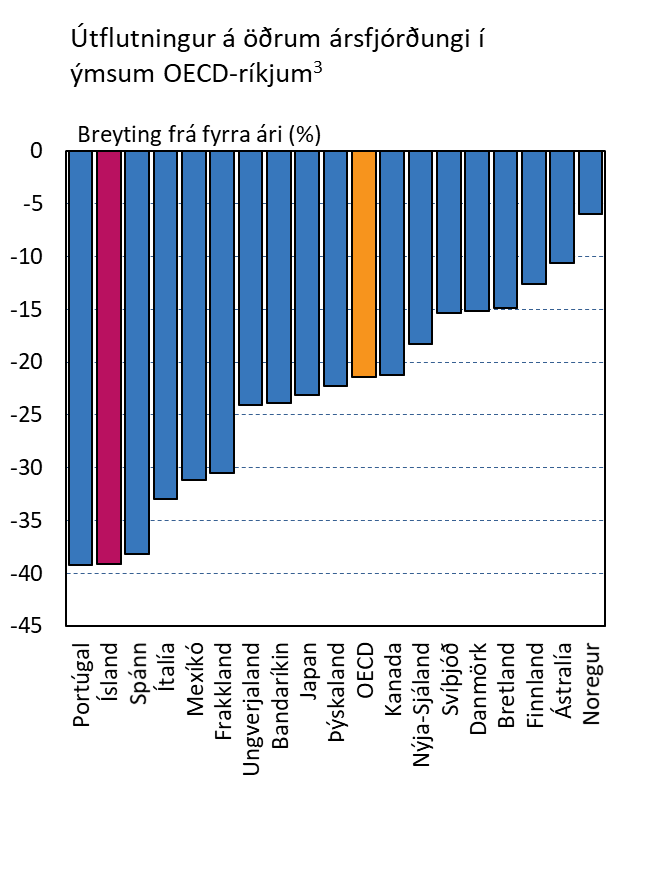 Útflutningur á öðrum ársfjórðungi í
ýmsum OECD-ríkjum³
Breyting frá fyrra ári (%)
0
-5
-10
-15
-20
-25
-30
-35
-40
-45
Portúgal
Ísland
Spánn
Ítalía
Mexíkó
Frakkland
Ungverjaland
Bandaríkin
Japan
Þýskaland
OECD
Kanada
Nýja-Sjáland
Svíþjóð
Danmörk
Bretland
Finnland
Ástralía
Noregur